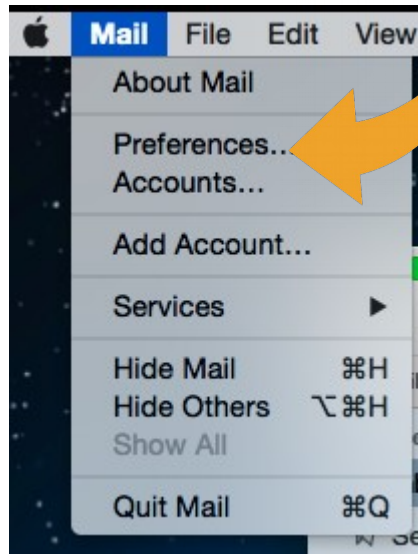 Mail File Edit View
About Mail
Preferences...
Accounts...
Add Account...
Services ▶
Hide Mail ⌘H
Hide Others ⌥⌘H
Show All
Quit Mail ⌘Q